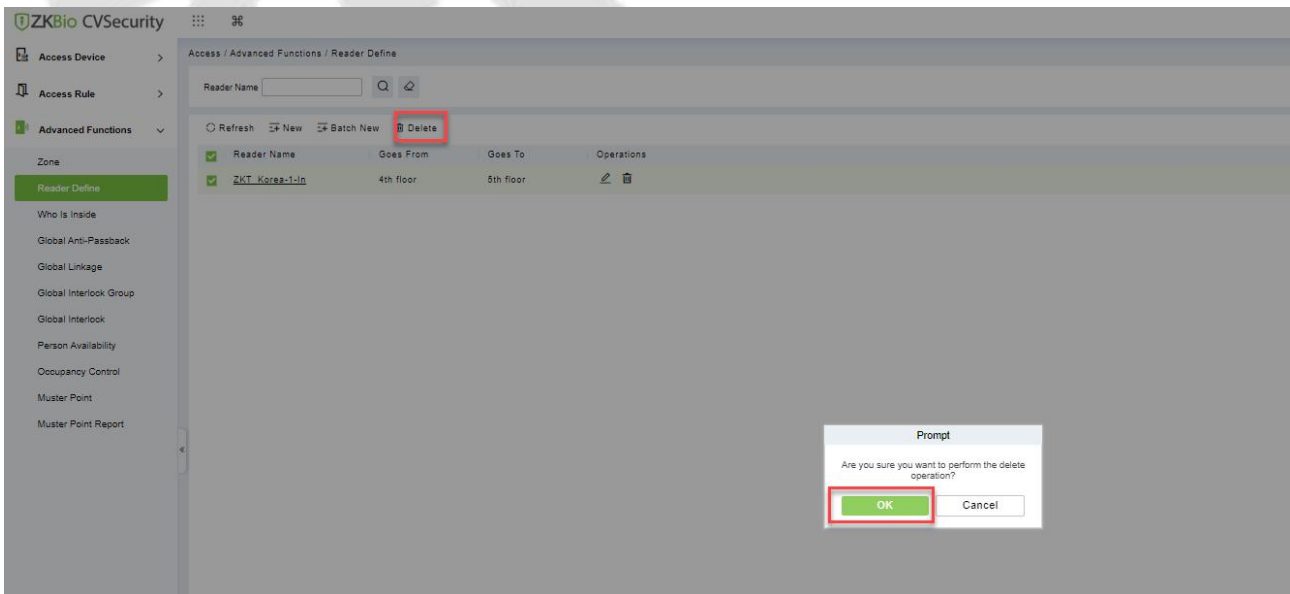 ZKBio CVSecurity
Access Device
Access Rule
Advanced Functions
Zone
Reader Define
Who Is Inside
Global Anti-Passback
Global Linkage
Global Interlock Group
Global Interlock
Person Availability
Occupancy Control
Muster Point
Muster Point Report
Access / Advanced Functions / Reader Define
Reader Name
Refresh New Batch New Delete
Reader Name Goes From Goes To Operations
ZKT_Korea-1-In 4th floor 5th floor
Prompt
Are you sure you want to perform the delete
operation?
OK Cancel